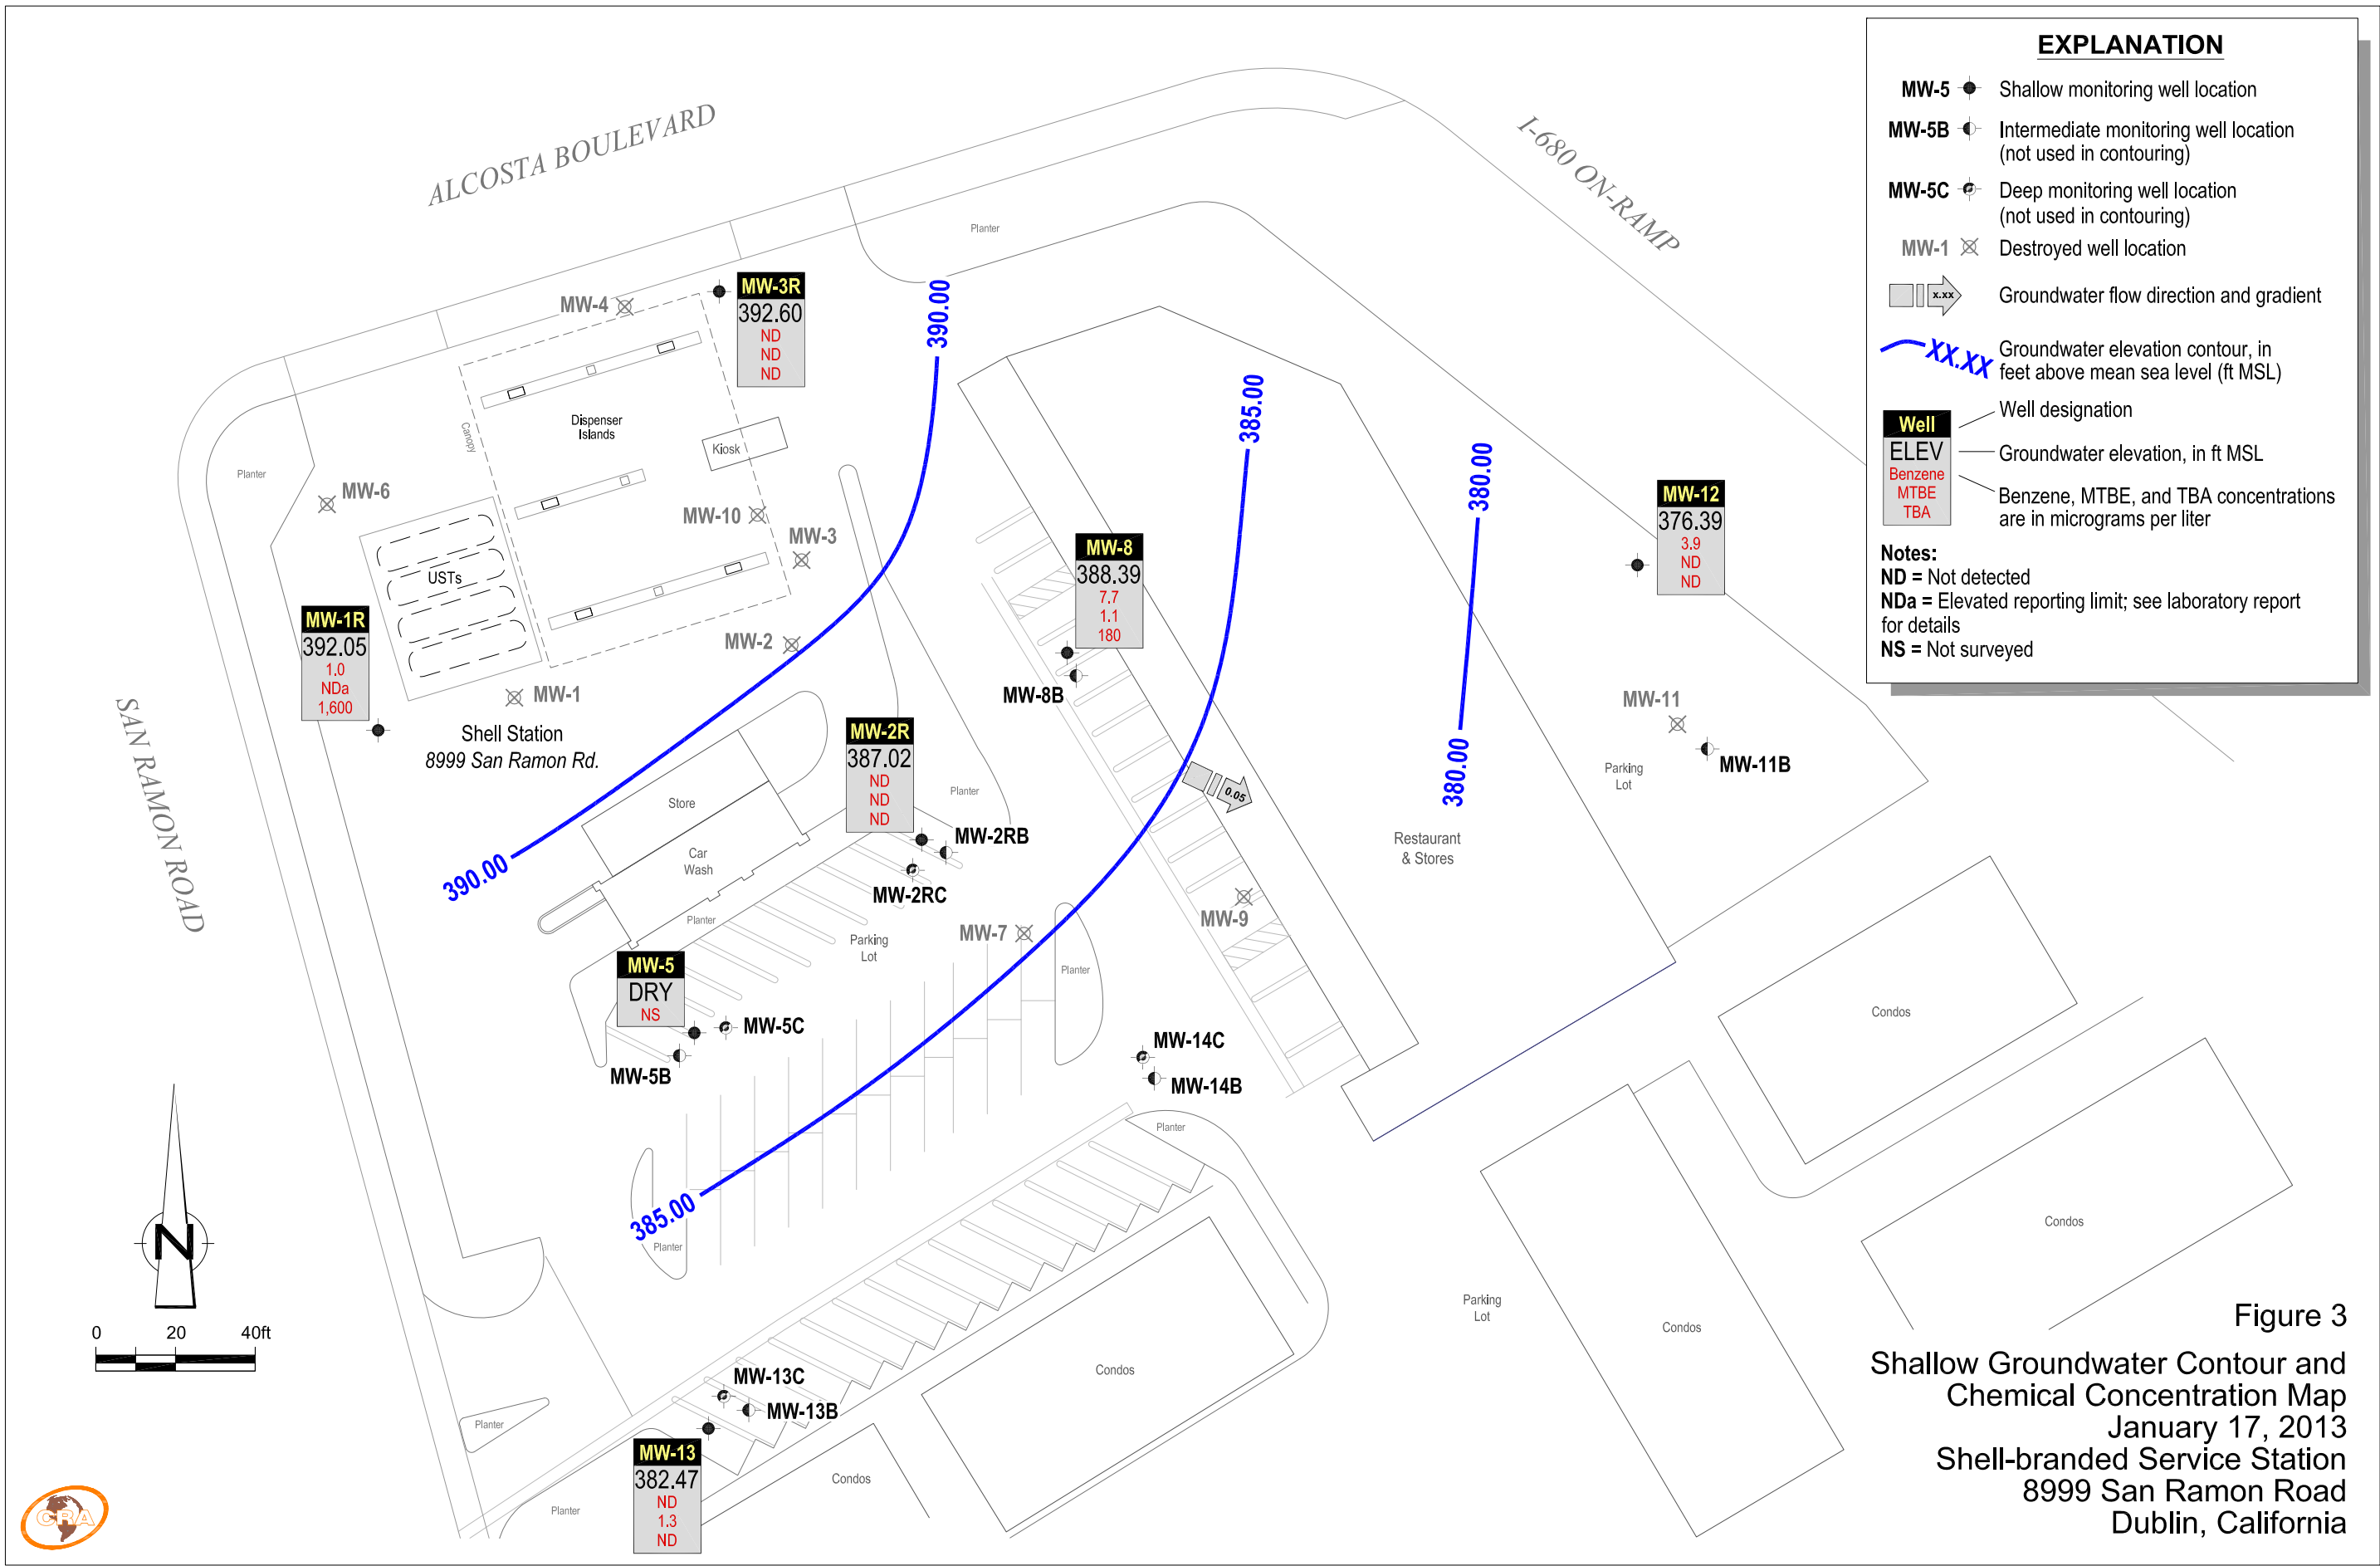 ALCOSTA BOULEVARD
I-680 ON-RAMP
SAN RAMON ROAD
EXPLANATION
MW-5 Shallow monitoring well location
MW-5B Intermediate monitoring well location
(not used in contouring)
MW-5C Deep monitoring well location
(not used in contouring)
MW-1 Destroyed well location
x.xx Groundwater flow direction and gradient
XX.XX Groundwater elevation contour, in
feet above mean sea level (ft MSL)
Well
ELEV
Benzene
MTBE
TBA
Well designation
Groundwater elevation, in ft MSL
Benzene, MTBE, and TBA concentrations
are in micrograms per liter
Notes:
ND = Not detected
NDa = Elevated reporting limit; see laboratory report
for details
NS = Not surveyed
Planter
MW-4
MW-3R
392.60
ND
ND
ND
390.00
385.00
380.00
Dispenser
Islands
Canopy
Kiosk
Planter
MW-6
MW-10
MW-3
USTs
MW-8
388.39
7.7
1.1
180
MW-12
376.39
3.9
ND
ND
MW-1R
392.05
1.0
NDa
1,600
MW-2
MW-1
MW-8B
MW-11
MW-11B
Shell Station
8999 San Ramon Rd.
MW-2R
387.02
ND
ND
ND
Planter
380.00
0.05
Parking
Lot
Store
Car
Wash
MW-2RB
MW-2RC
Restaurant
& Stores
390.00
Planter
MW-7
MW-9
Parking
Lot
MW-5
DRY
NS
Planter
MW-5C
MW-5B
MW-14C
MW-14B
Condos
Planter
385.00
Planter
Condos
N
0 20 40ft
Parking
Lot
Condos
Condos
MW-13C
MW-13B
MW-13
382.47
ND
1.3
ND
Planter
Planter
Condos
CRA
Figure 3
Shallow Groundwater Contour and
Chemical Concentration Map
January 17, 2013
Shell-branded Service Station
8999 San Ramon Road
Dublin, California